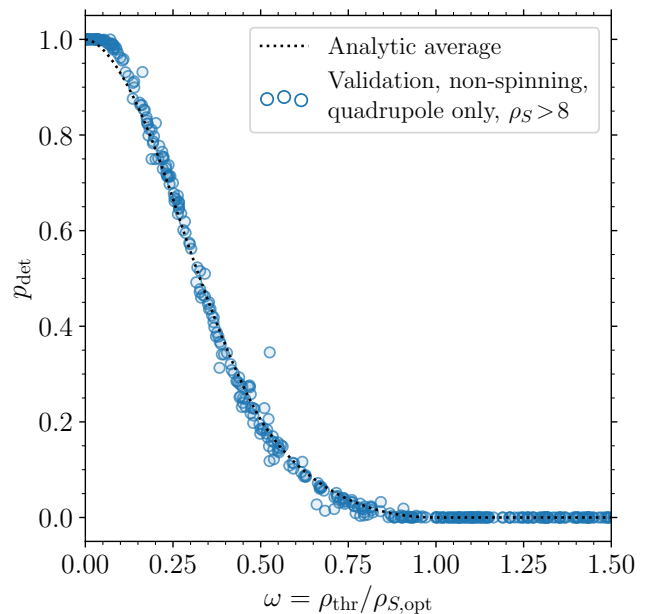 1.0
0.8
0.6
0.4
0.2
0.0
p_det
Analytic average
Validation, non-spinning,
quadrupole only, ρ_S > 8
0.00 0.25 0.50 0.75 1.00 1.25 1.50
ω = ρ_thr/ρ_S,opt